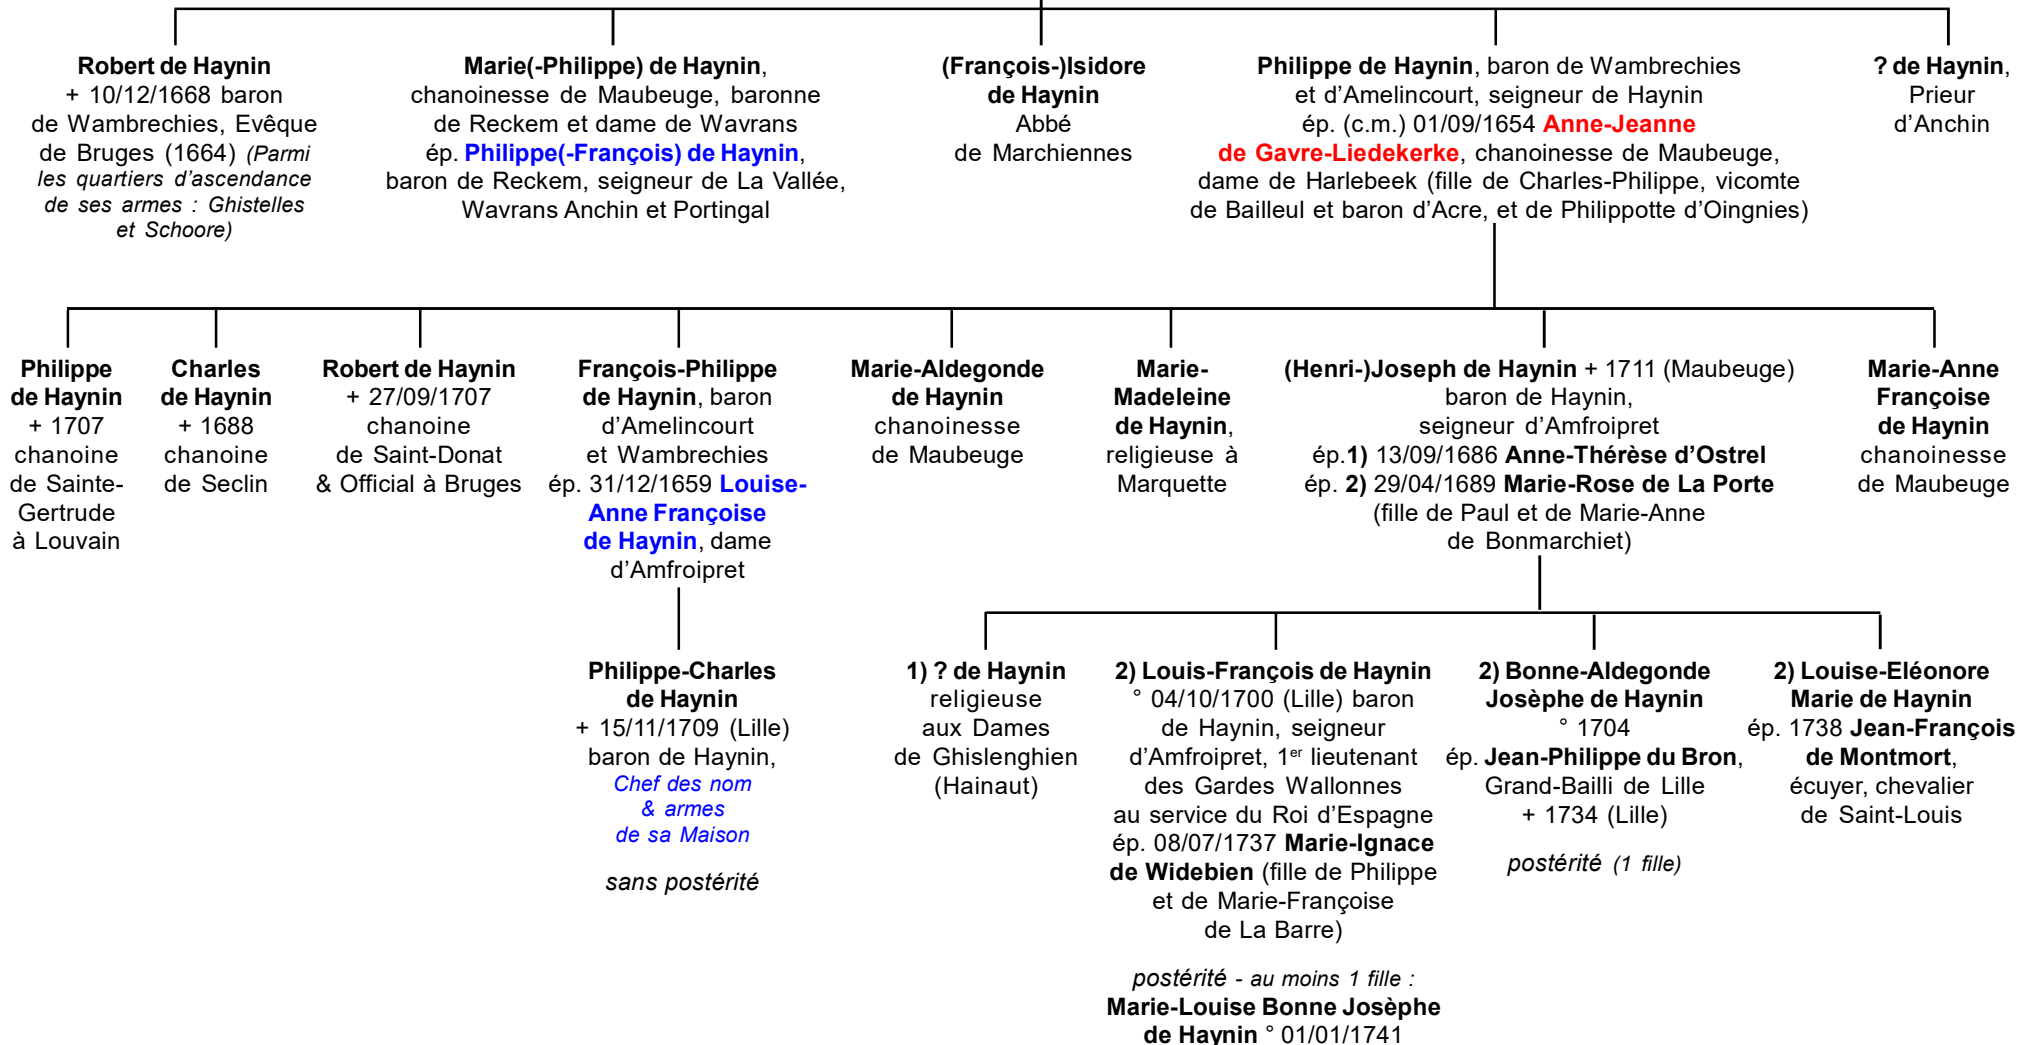 Robert de Haynin
+ 10/12/1668 baron
de Wambrechies, Evêque
de Bruges (1664) (Parmi
les quartiers d'ascendance
de ses armes : Ghistelles
et Schoore)
Marie(-Philippe) de Haynin,
chanoinesse de Maubeuge, baronne
de Reckem et dame de Wavrans
ép. Philippe(-François) de Haynin,
baron de Reckem, seigneur de La Vallée,
Wavrans Anchin et Portingal
(François-)Isidore
de Haynin
Abbé
de Marchiennes
Philippe de Haynin, baron de Wambrechies
et d'Amelincourt, seigneur de Haynin
ép. (c.m.) 01/09/1654 Anne-Jeanne
de Gavre-Liedekerke, chanoinesse de Maubeuge,
dame de Harlebeek (fille de Charles-Philippe, vicomte
de Bailleul et baron d'Acre, et de Philippotte d'Oingnies)
? de Haynin,
Prieur
d'Anchin
Philippe
de Haynin
+ 1707
chanoine
de Sainte-
Gertrude
à Louvain
Charles
de Haynin
+ 1688
chanoine
de Seclin
Robert de Haynin
+ 27/09/1707
chanoine
de Saint-Donat
& Official à Bruges
François-Philippe
de Haynin, baron
d'Amelincourt
et Wambrechies
ép. 31/12/1659 Louise-
Anne Françoise
de Haynin, dame
d'Amfroipret
Marie-Aldegonde
de Haynin
chanoinesse
de Maubeuge
Marie-
Madeleine
de Haynin,
religieuse à
Marquette
(Henri-)Joseph de Haynin + 1711 (Maubeuge)
baron de Haynin,
seigneur d'Amfroipret
ép.1) 13/09/1686 Anne-Thérèse d'Ostrel
ép. 2) 29/04/1689 Marie-Rose de La Porte
(fille de Paul et de Marie-Anne
de Bonmarchiet)
Marie-Anne
Françoise
de Haynin
chanoinesse
de Maubeuge
Philippe-Charles
de Haynin
+ 15/11/1709 (Lille)
baron de Haynin,
Chef des nom
& armes
de sa Maison
sans postérité
1) ? de Haynin
religieuse
aux Dames
de Ghislenghien
(Hainaut)
2) Louis-François de Haynin
° 04/10/1700 (Lille) baron
de Haynin, seigneur
d'Amfroipret, 1er lieutenant
des Gardes Wallonnes
au service du Roi d'Espagne
ép. 08/07/1737 Marie-Ignace
de Widebien (fille de Philippe
et de Marie-Françoise
de La Barre)
postérité - au moins 1 fille :
Marie-Louise Bonne Josèphe
de Haynin ° 01/01/1741
2) Bonne-Aldegonde
Josèphe de Haynin
° 1704
ép. Jean-Philippe du Bron,
Grand-Bailli de Lille
+ 1734 (Lille)
postérité (1 fille)
2) Louise-Eléonore
Marie de Haynin
ép. 1738 Jean-François
de Montmort,
écuyer, chevalier
de Saint-Louis